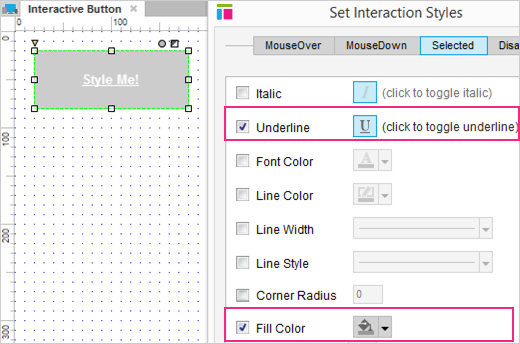 Interactive Button ×
0 100
0
100
200
300
Style Me!
Set Interaction Styles
MouseOver MouseDown Selected Disa
Italic I (click to toggle italic)
Underline U (click to toggle underline)
Font Color A
Line Color
Line Width
Line Style
Corner Radius 0
Fill Color